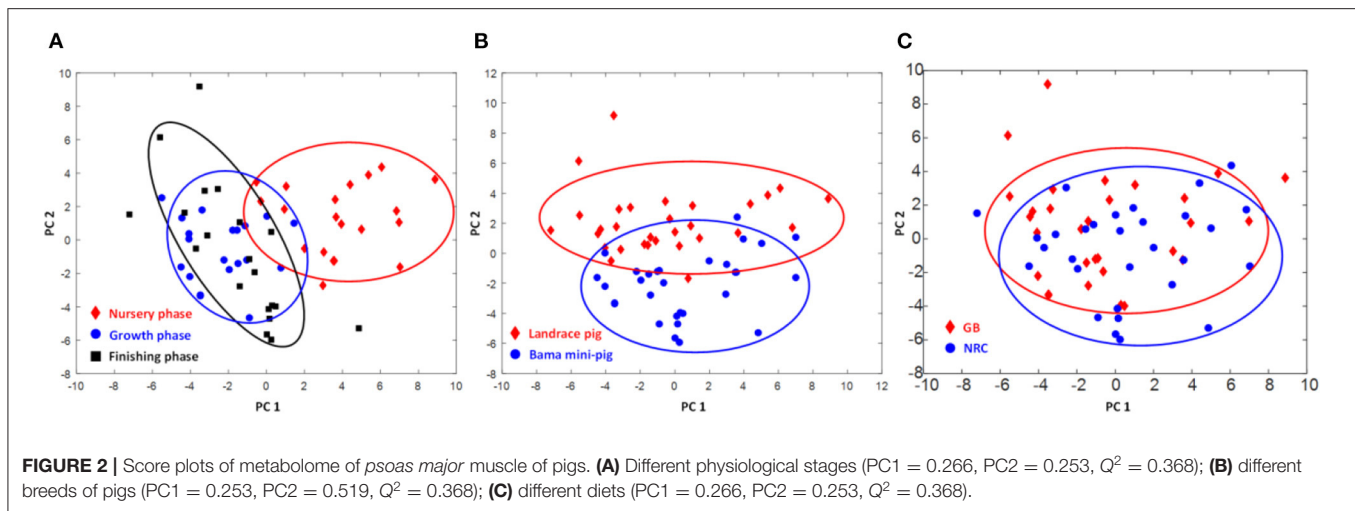 A
B
C
10
8
6
4
2
0
-2
-4
-6
-8
PC 2
-10 -8 -6 -4 -2 0 2 4 6 8 10
PC 1
Nursery phase
Growth phase
Finishing phase
12
10
8
6
4
2
0
-2
-4
-6
-8
PC 2
-10 -8 -6 -4 -2 0 2 4 6 8 10 12
PC 1
Landrace pig
Bama mini-pig
10
8
6
4
2
0
-2
-4
-6
-8
-10
PC 2
-10 -8 -6 -4 -2 0 2 4 6 8 10
PC 1
GB
NRC
FIGURE 2 | Score plots of metabolome of psoas major muscle of pigs. (A) Different physiological stages (PC1 = 0.266, PC2 = 0.253, Q² = 0.368); (B) different
breeds of pigs (PC1 = 0.253, PC2 = 0.519, Q² = 0.368); (C) different diets (PC1 = 0.266, PC2 = 0.253, Q² = 0.368).